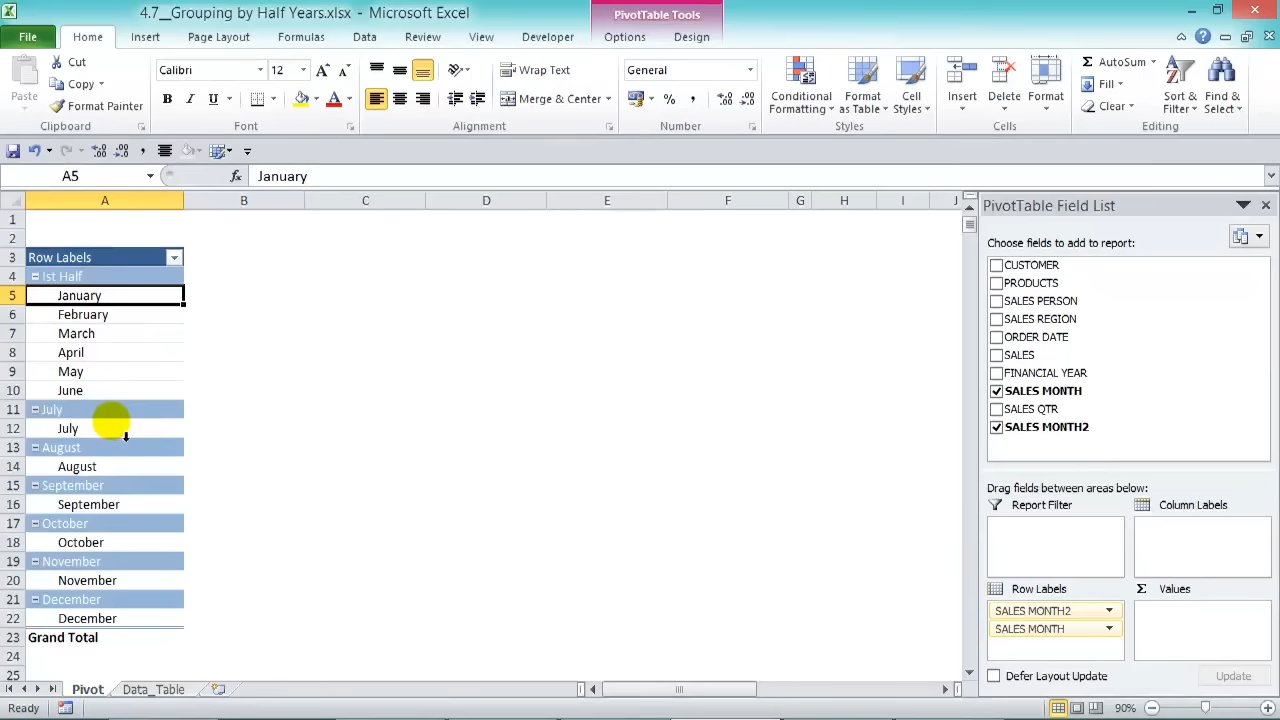 4.7__Grouping by Half Years.xlsx - Microsoft Excel
PivotTable Tools
File Home Insert Page Layout Formulas Data Review View Developer Options Design
Paste
Cut
Copy
Format Painter
Clipboard
Calibri 12
B I U A
Font
Wrap Text
Merge & Center
Alignment
General
% ,
Number
Conditional Formatting
Format as Table
Cell Styles
Styles
Insert
Delete
Format
Cells
AutoSum
Fill
Clear
Sort & Filter
Find & Select
Editing
A5 fx January
A B C D E F G H I J
1
2
3 Row Labels
4 Ist Half
5 January
6 February
7 March
8 April
9 May
10 June
11 July
12 July
13 August
14 August
15 September
16 September
17 October
18 October
19 November
20 November
21 December
22 December
23 Grand Total
24
25
PivotTable Field List
Choose fields to add to report:
CUSTOMER
PRODUCTS
SALES PERSON
SALES REGION
ORDER DATE
SALES
FINANCIAL YEAR
SALES MONTH
SALES QTR
SALES MONTH2
Drag fields between areas below:
Report Filter Column Labels
Row Labels Σ Values
SALES MONTH2
SALES MONTH
Defer Layout Update Update
Pivot Data_Table
Ready 90%